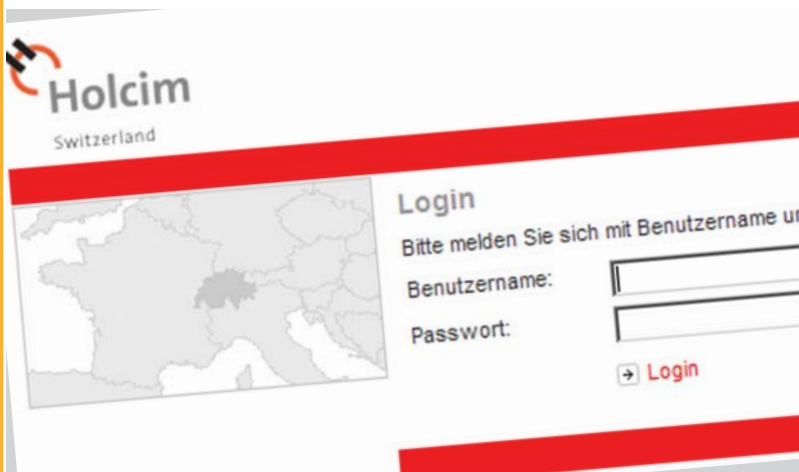 Holcim
Switzerland
Login
Bitte melden Sie sich mit Benutzername
Benutzername:
Passwort:
Login